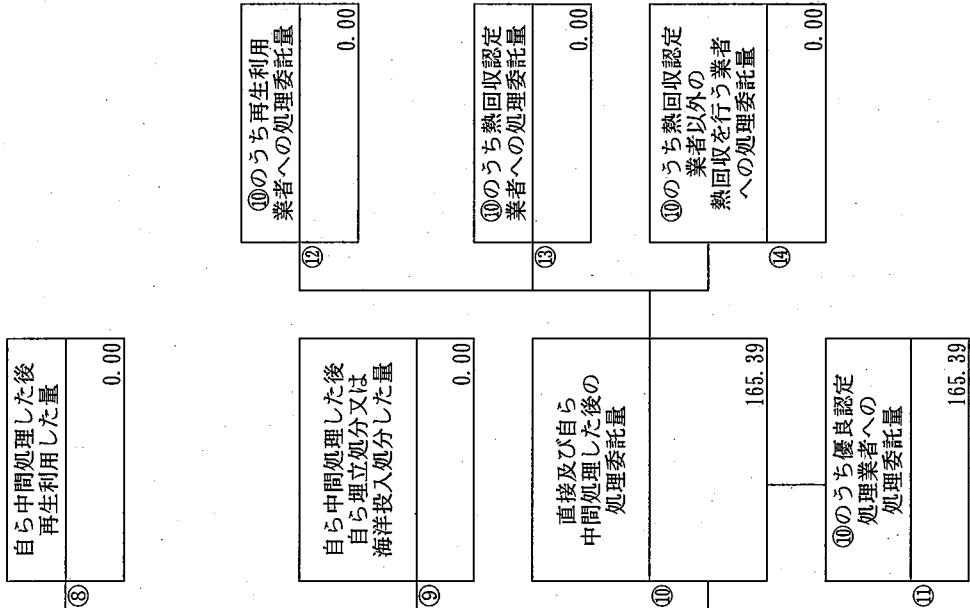 自ら中間処理した後
再生利用した量
⑧
0.00
自ら中間処理した後
自ら埋立処分又は
海洋投入処分した量
⑨
0.00
直接及び自ら
中間処理した後の
処理委託量
⑩
165.39
⑩のうち優良認定
処理業者への
処理委託量
⑪
165.39
⑩のうち再生利用
業者への処理委託量
⑫
0.00
⑩のうち熱回収認定
業者への処理委託量
⑬
0.00
⑩のうち熱回収認定
業者以外の
熱回収を行う業者
への処理委託量
⑭
0.00